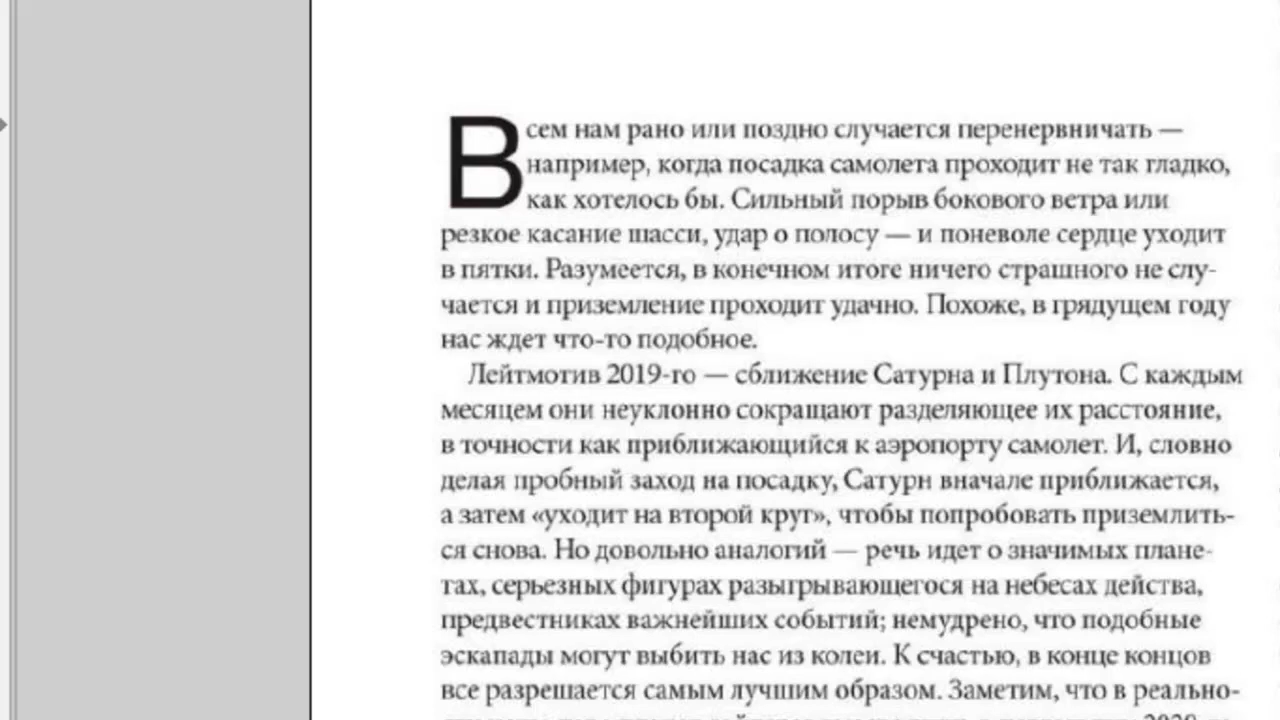 Всем нам рано или поздно случается перенервничать —
например, когда посадка самолета проходит не так гладко,
как хотелось бы. Сильный порыв бокового ветра или
резкое касание шасси, удар о полосу — и поневоле сердце уходит
в пятки. Разумеется, в конечном итоге ничего страшного не слу-
чается и приземление проходит удачно. Похоже, в грядущем году
нас ждет что-то подобное.
Лейтмотив 2019-го — сближение Сатурна и Плутона. С каждым
месяцем они неуклонно сокращают разделяющее их расстояние,
в точности как приближающийся к аэропорту самолет. И, словно
делая пробный заход на посадку, Сатурн вначале приближается,
а затем «уходит на второй круг», чтобы попробовать приземлить-
ся снова. Но довольно аналогий — речь идет о значимых плане-
тах, серьезных фигурах разыгрывающегося на небесах действа,
предвестниках важнейших событий; немудрено, что подобные
эскапады могут выбить нас из колеи. К счастью, в конце концов
все разрешается самым лучшим образом. Заметим, что в реально-